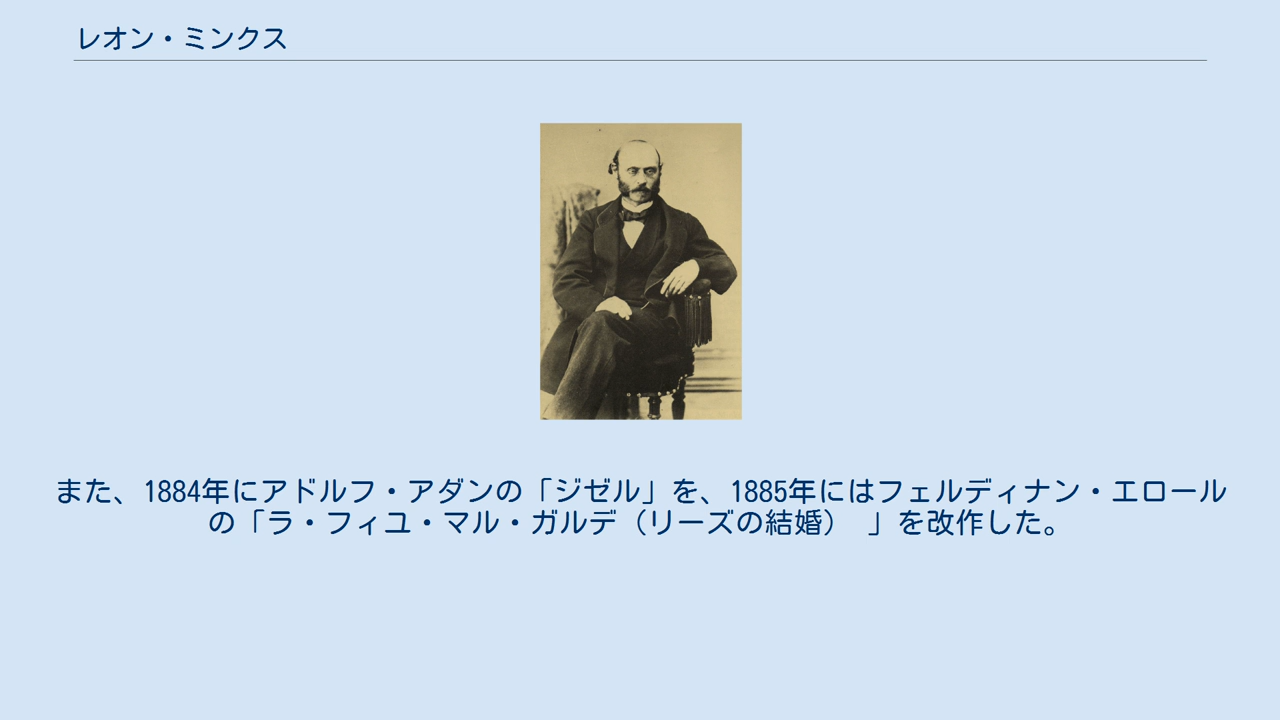 レオン・ミンクス
また、1884年にアドルフ・アダンの「ジゼル」を、1885年にはフェルディナン・エロール
の「ラ・フィユ・マル・ガルデ（リーズの結婚） 」を改作した。